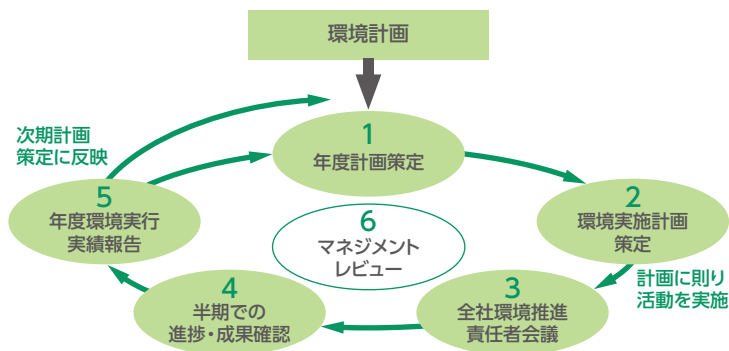 環境計画
1
年度計画策定
次期計画
策定に反映
5
年度環境実行
実績報告
6
マネジメント
レビュー
2
環境実施計画
策定
計画に則り
活動を実施
4
半期での
進捗・成果確認
3
全社環境推進
責任者会議